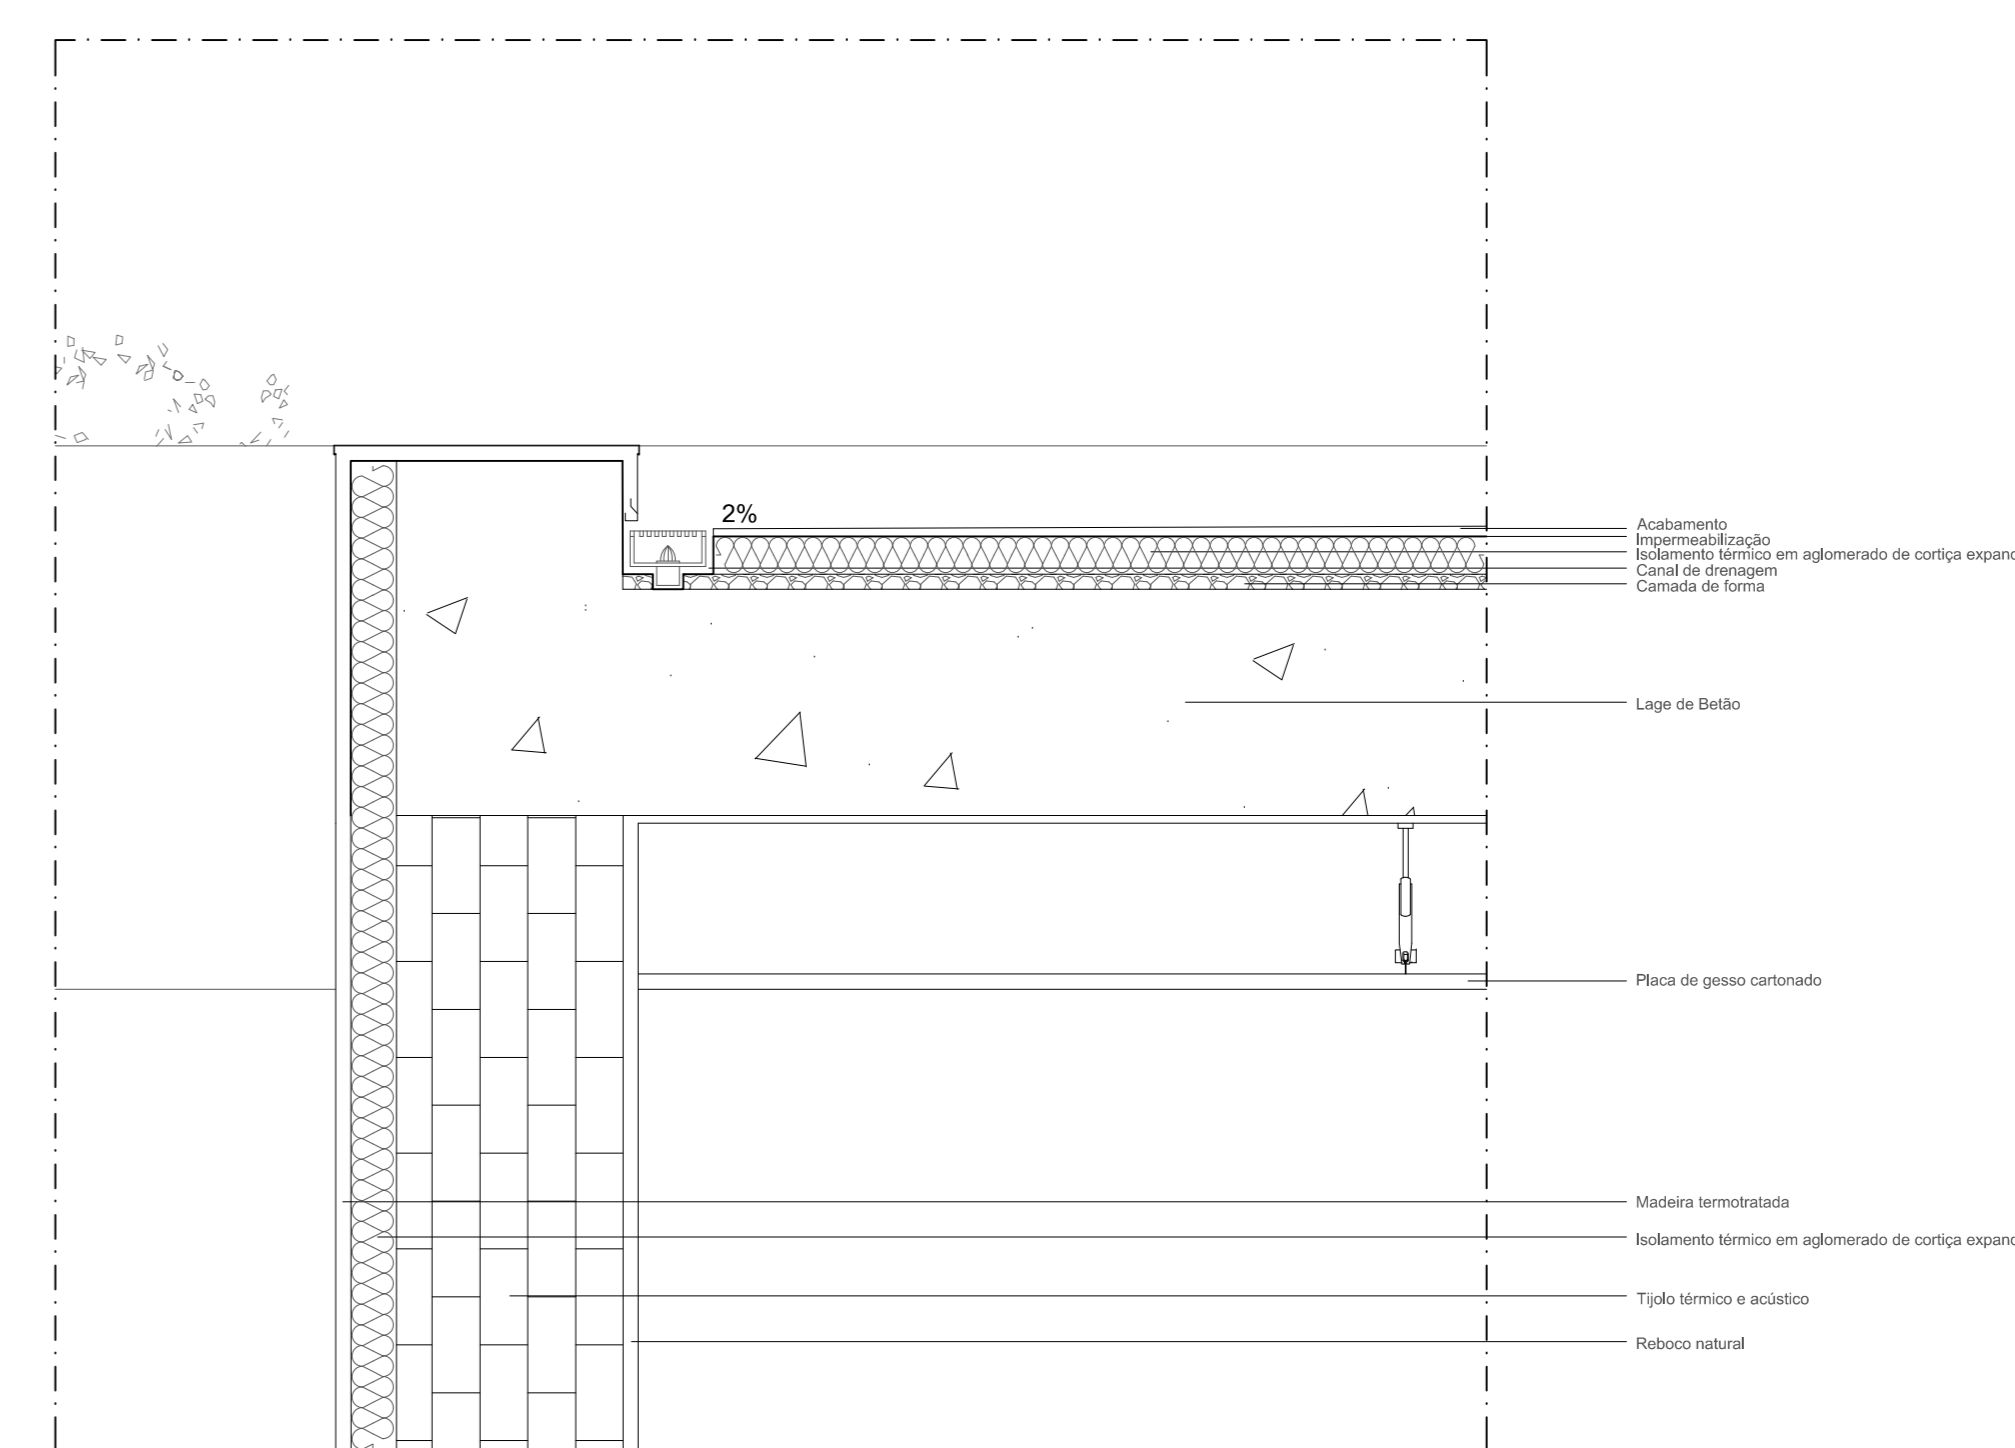 2%
Acabamento
Impermeabilização
Isolamento térmico em aglomerado de cortiça expand
Canal de drenagem
Camada de forma
Lage de Betão
Placa de gesso cartonado
Madeira termotratada
Isolamento térmico em aglomerado de cortiça expand
Tijolo térmico e acústico
Reboco natural